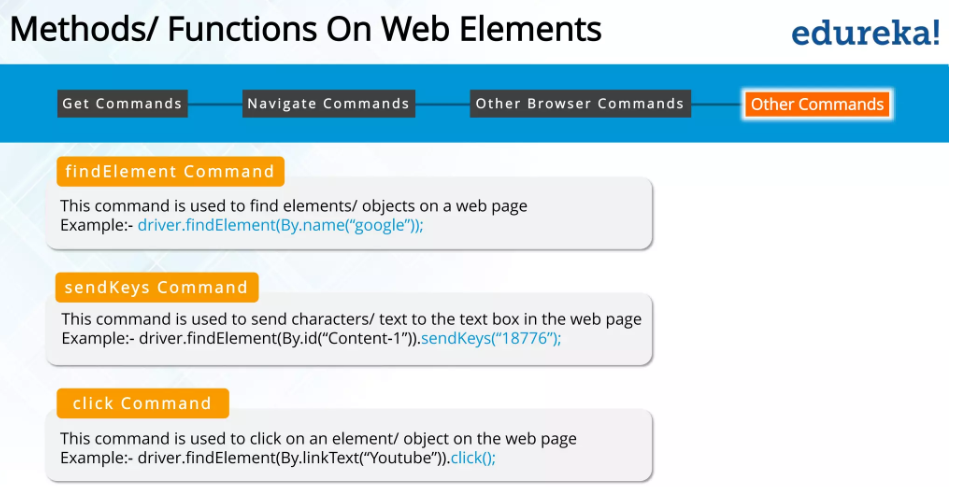 Methods/ Functions On Web Elements
edureka!
Get Commands
Navigate Commands
Other Browser Commands
Other Commands
findElement Command
This command is used to find elements/ objects on a web page
Example:- driver.findElement(By.name(“google”));
sendKeys Command
This command is used to send characters/ text to the text box in the web page
Example:- driver.findElement(By.id(“Content-1”)).sendKeys(“18776”);
click Command
This command is used to click on an element/ object on the web page
Example:- driver.findElement(By.linkText(“Youtube”)).click();